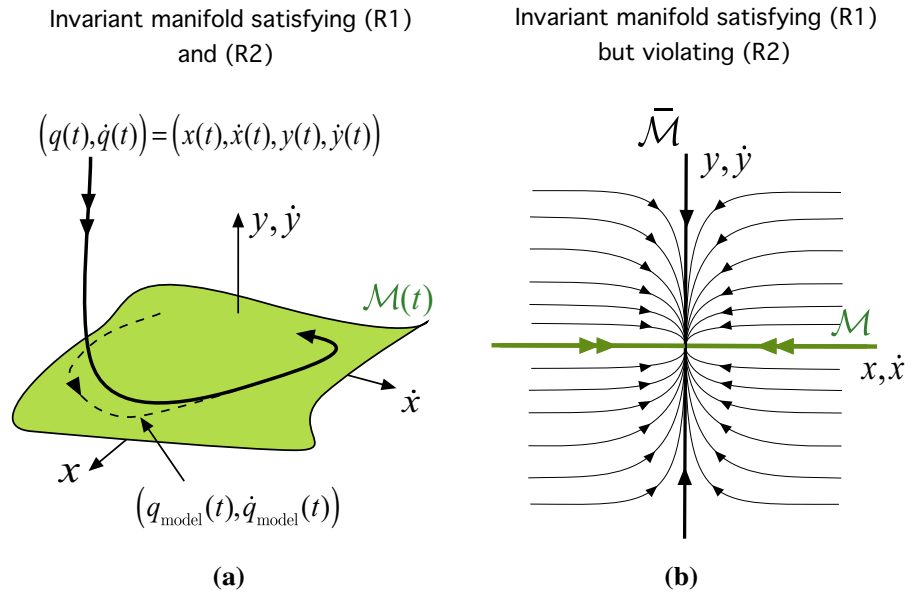 Invariant manifold satisfying (R1)
and (R2)
(q(t),q̇(t))=(x(t),ẋ(t),y(t),ẏ(t))
y,ẏ
ℳ(t)
ẋ
x
(q_model(t),q̇_model(t))
(a)
Invariant manifold satisfying (R1)
but violating (R2)
ℳ̄
y,ẏ
ℳ
x,ẋ
(b)